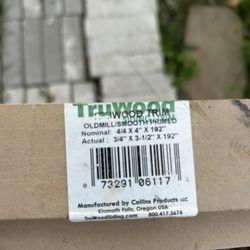 TruWood
WOOD TRIM
OLDMILL/SMOOTH PRIMED
Nominal: 4/4 X 4" X 192"
Actual : 3/4" X 3-1/2" X 192"
0 73291 06117 3
Manufactured by Collins Products LLC
Klamath Falls, Oregon USA
TruWoodSiding.com 800.417.3674